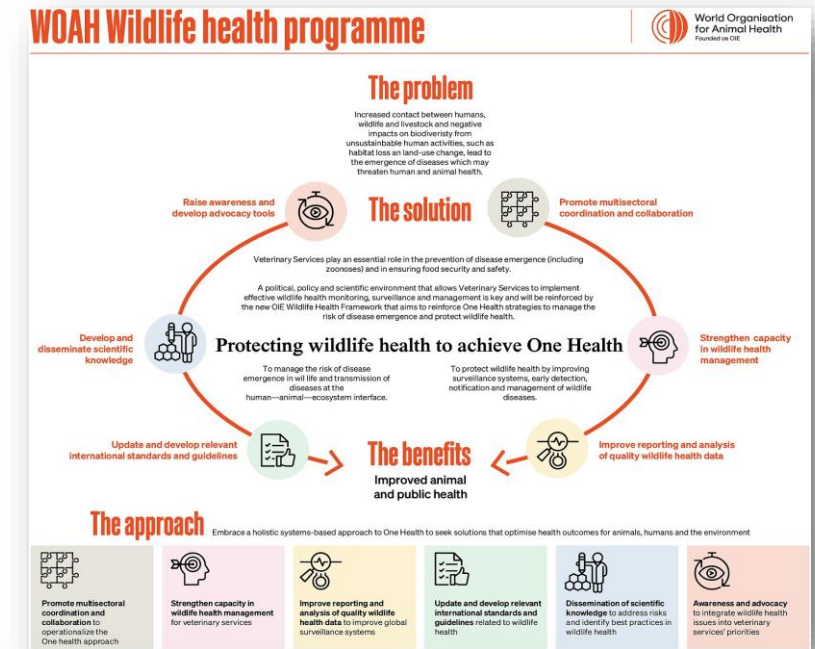 WOAH Wildlife health programme
World Organisation
for Animal Health
Founded as OIE
The problem
Increased contact between humans,
wildlife and livestock and negative
impacts on biodiveristy from
unsustainbable human activities, such as
habitat loss an land-use change, lead to
the emergence of diseases which may
threaten human and animal health.
Raise awareness and
develop advocacy tools
The solution
Promote multisectoral
coordination and collaboration
Veterinary Services play an essential role in the prevention of disease emergence (including
zoonoses) and in ensuring food security and safety.
A political, policy and scientific environment that allows Veterinary Services to implement
effective wildlife health monitoring, surveillance and management is key and will be reinforced by
the new OIE Wildlife Health Framework that aims to reinforce One Health strategies to manage the
risk of disease emergence and protect wildlife health.
Develop and
disseminate scientific
knowledge
Protecting wildlife health to achieve One Health
Strengthen capacity
in wildlife health
management
To manage the risk of disease
emergence in wil life and transmission of
diseases at the
human—animal—ecosystem interface.
To protect wildlife health by improving
surveillance systems, early detection,
notification and management of wildlife
diseases.
Update and develop relevant
international standards and guidelines
The benefits
Improved animal
and public health
Improve reporting and analysis
of quality wildlife health data
The approach
Embrace a holistic systems-based approach to One Health to seek solutions that optimise health outcomes for animals, humans and the environment
Promote multisectoral
coordination and
collaboration to
operationalize the
One health approach
Strengthen capacity in
wildlife health management
for veterinary services
Improve reporting and
analysis of quality wildlife
health data to improve global
surveillance systems
Update and develop relevant
international standards and
guidelines related to wildlife
health
Dissemination of scientific
knowledge to address risks
and identify best practices in
wildlife health
Awareness and advocacy
to integrate wildlife health
issues into veterinary
services' priorities